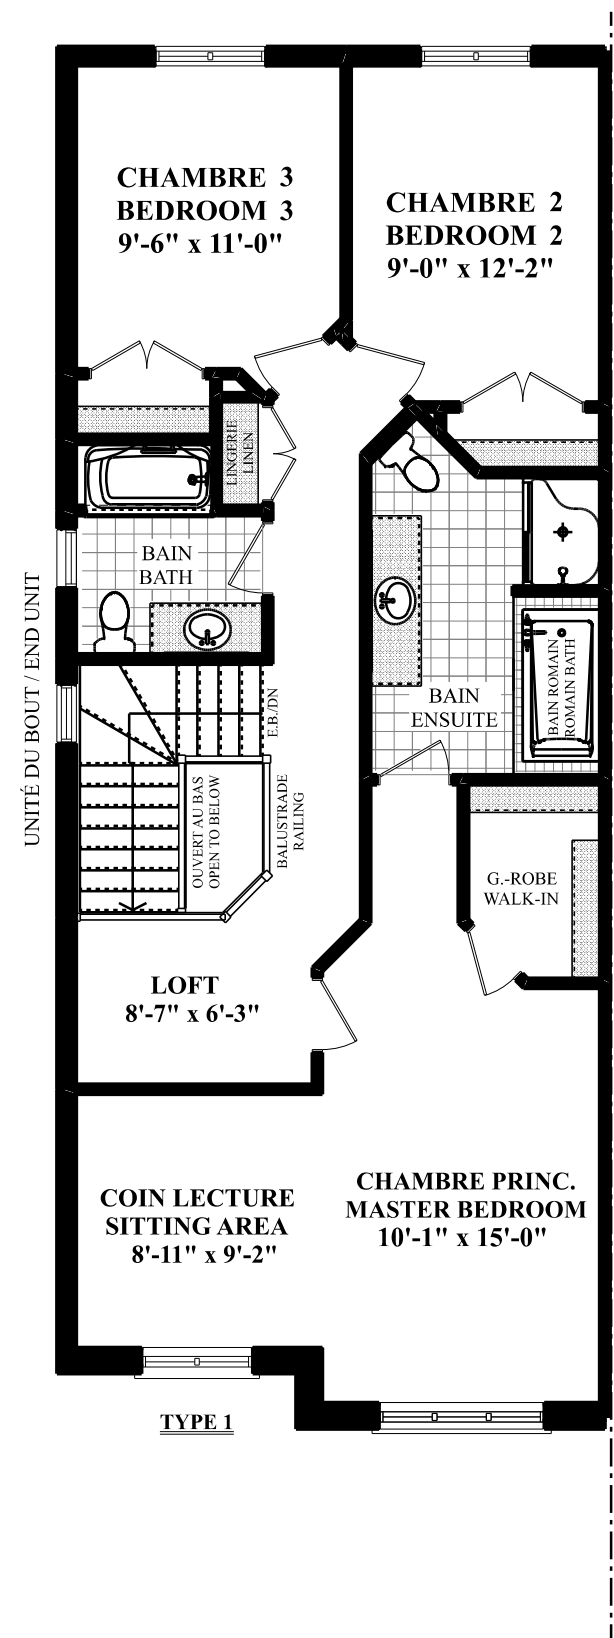 CHAMBRE 3
BEDROOM 3
9'-6" x 11'-0"
CHAMBRE 2
BEDROOM 2
9'-0" x 12'-2"
LINGERIE
LINEN
BAIN
BATH
UNITÉ DU BOUT / END UNIT
E.B./DN
BAIN
ENSUITE
BAIN ROMAIN
ROMAIN BATH
OUVERT AU BAS
OPEN TO BELOW
BALUSTRADE
RAILING
G.-ROBE
WALK-IN
LOFT
8'-7" x 6'-3"
COIN LECTURE
SITTING AREA
8'-11" x 9'-2"
CHAMBRE PRINC.
MASTER BEDROOM
10'-1" x 15'-0"
TYPE 1